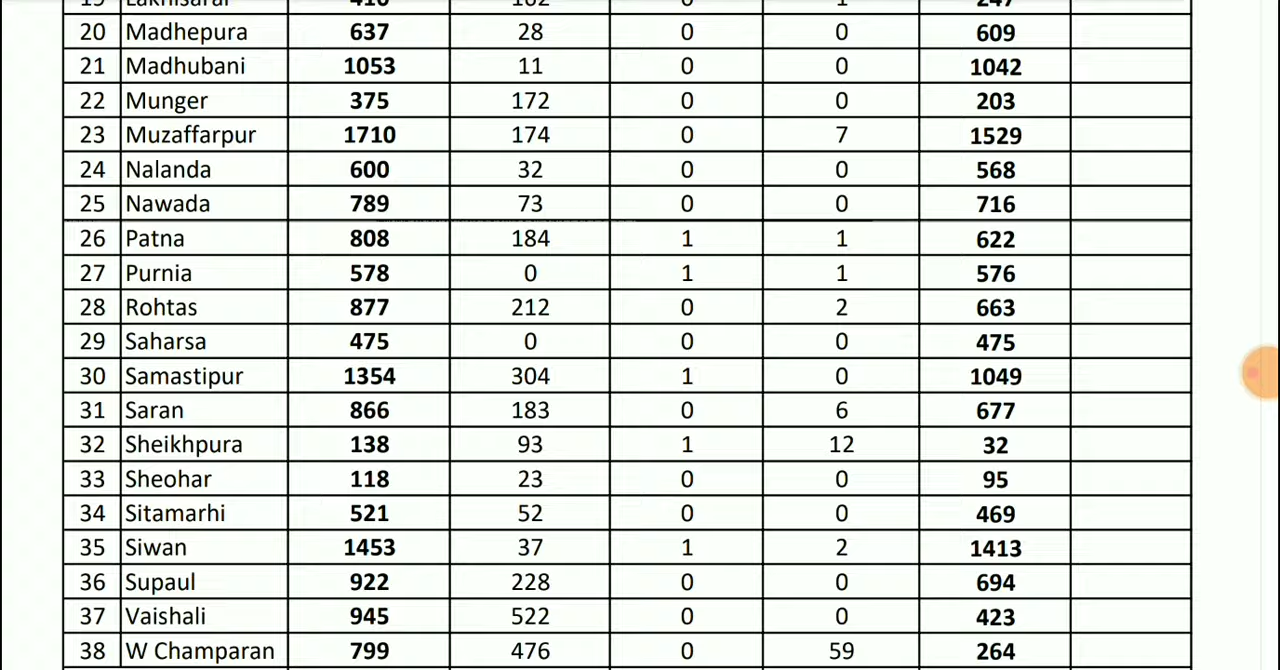 20 Madhepura 637 28 0 0 609
21 Madhubani 1053 11 0 0 1042
22 Munger 375 172 0 0 203
23 Muzaffarpur 1710 174 0 7 1529
24 Nalanda 600 32 0 0 568
25 Nawada 789 73 0 0 716
26 Patna 808 184 1 1 622
27 Purnia 578 0 1 1 576
28 Rohtas 877 212 0 2 663
29 Saharsa 475 0 0 0 475
30 Samastipur 1354 304 1 0 1049
31 Saran 866 183 0 6 677
32 Sheikhpura 138 93 1 12 32
33 Sheohar 118 23 0 0 95
34 Sitamarhi 521 52 0 0 469
35 Siwan 1453 37 1 2 1413
36 Supaul 922 228 0 0 694
37 Vaishali 945 522 0 0 423
38 W Champaran 799 476 0 59 264